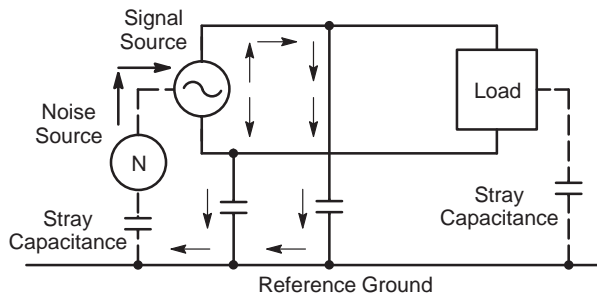 Signal
Source
Noise
Source
N
Load
Stray
Capacitance
Stray
Capacitance
Reference Ground